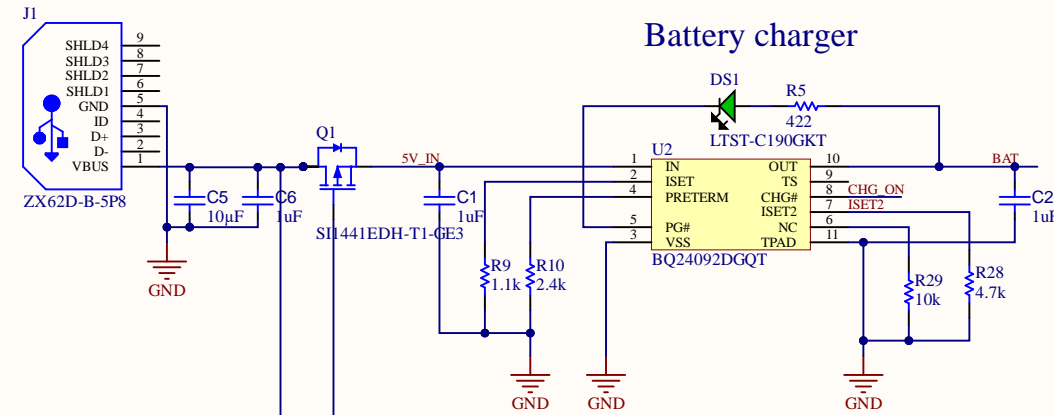 J1
Battery charger
SHLD4 9
SHLD3 8
SHLD2 7
SHLD1 6
GND 5
ID 4
D+ 3
D- 2
VBUS 1
ZX62D-B-5P8
C5
10µF
C6
1uF
GND
Q1
SI1441EDH-T1-GE3
5V_IN
C1
1uF
R9
1.1k
R10
2.4k
GND
GND
DS1
LTST-C190GKT
R5
422
U2
1 IN OUT 10
2 ISET TS 9
4 PRETERM CHG# 8
ISET2 7
5 PG# NC 6
3 VSS TPAD 11
BQ24092DGQT
BAT
CHG_ON
ISET2
C2
1uF
R29
10k
R28
4.7k
GND